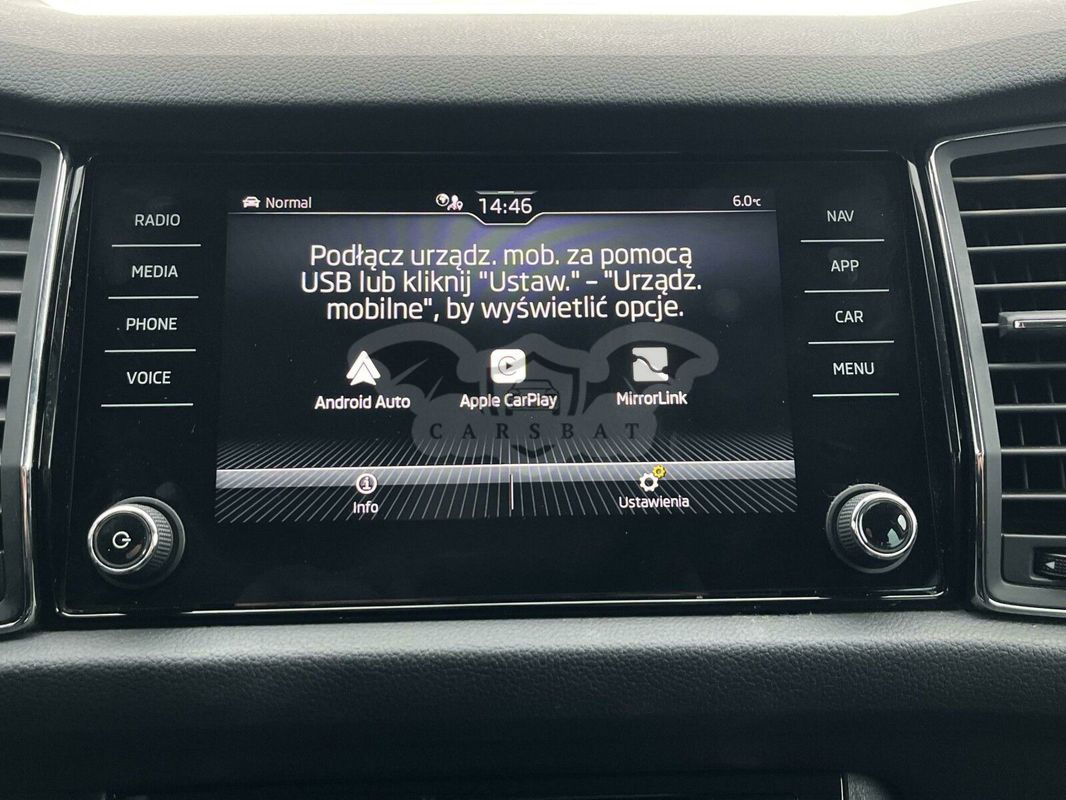 RADIO
MEDIA
PHONE
VOICE
Normal
14:46
6.0°C
Podłącz urządz. mob. za pomocą
USB lub kliknij "Ustaw." - "Urządz.
mobilne", by wyświetlić opcje.
Android Auto
Apple CarPlay
MirrorLink
CARSBAT
Info
Ustawienia
NAV
APP
CAR
MENU